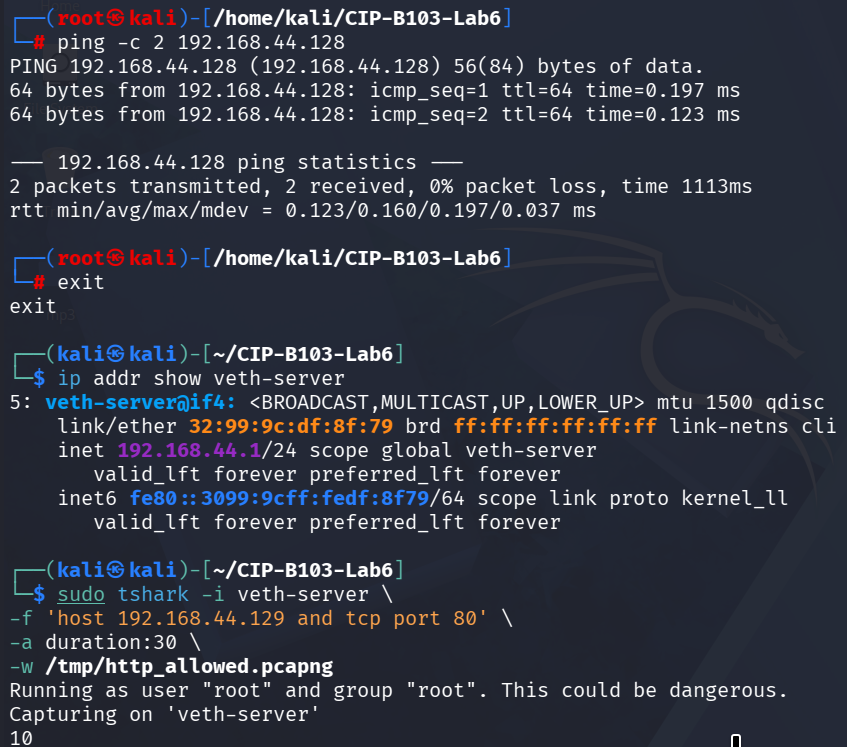 ┌──(root㉿kali)-[/home/kali/CIP-B103-Lab6]
└─# ping -c 2 192.168.44.128
PING 192.168.44.128 (192.168.44.128) 56(84) bytes of data.
64 bytes from 192.168.44.128: icmp_seq=1 ttl=64 time=0.197 ms
64 bytes from 192.168.44.128: icmp_seq=2 ttl=64 time=0.123 ms

--- 192.168.44.128 ping statistics ---
2 packets transmitted, 2 received, 0% packet loss, time 1113ms
rtt min/avg/max/mdev = 0.123/0.160/0.197/0.037 ms

┌──(root㉿kali)-[/home/kali/CIP-B103-Lab6]
└─# exit
exit

┌──(kali㉿kali)-[~/CIP-B103-Lab6]
└─$ ip addr show veth-server
5: veth-server@if4: <BROADCAST,MULTICAST,UP,LOWER_UP> mtu 1500 qdisc
    link/ether 32:99:9c:df:8f:79 brd ff:ff:ff:ff:ff:ff link-netns cli
    inet 192.168.44.1/24 scope global veth-server
       valid_lft forever preferred_lft forever
    inet6 fe80::3099:9cff:fedf:8f79/64 scope link proto kernel_ll
       valid_lft forever preferred_lft forever

┌──(kali㉿kali)-[~/CIP-B103-Lab6]
└─$ sudo tshark -i veth-server \
-f 'host 192.168.44.129 and tcp port 80' \
-a duration:30 \
-w /tmp/http_allowed.pcapng
Running as user "root" and group "root". This could be dangerous.
Capturing on 'veth-server'
10